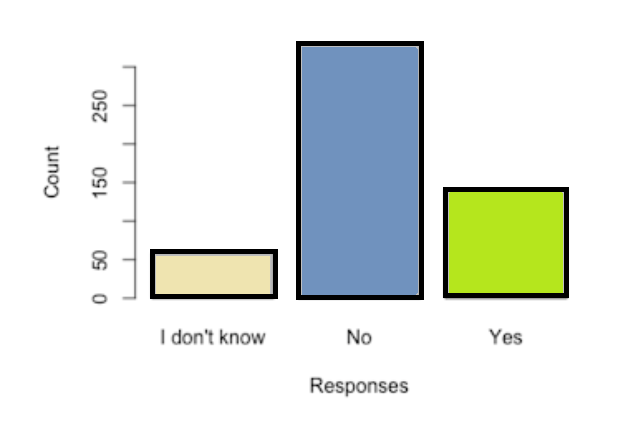 Count
250
150
50
0
I don't know
No
Yes
Responses